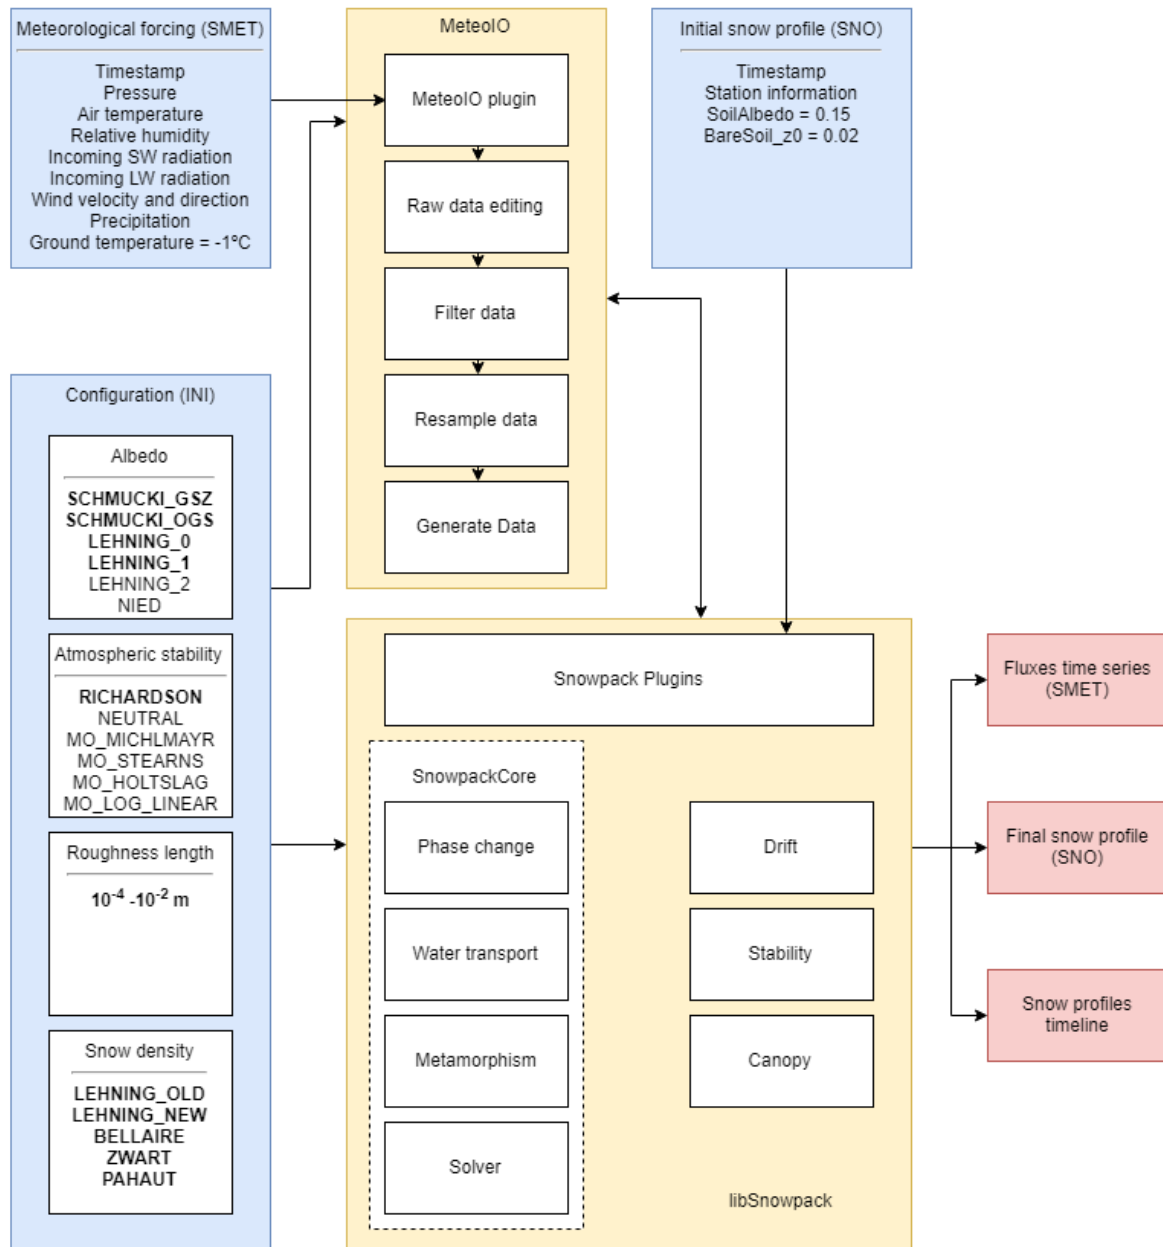 Meteorological forcing (SMET)
Timestamp
Pressure
Air temperature
Relative humidity
Incoming SW radiation
Incoming LW radiation
Wind velocity and direction
Precipitation
Ground temperature = -1ºC
MeteoIO
MeteoIO plugin
Raw data editing
Filter data
Resample data
Generate Data
Initial snow profile (SNO)
Timestamp
Station information
SoilAlbedo = 0.15
BareSoil_z0 = 0.02
Configuration (INI)
Albedo
SCHMUCKI_GSZ
SCHMUCKI_OGS
LEHNING_0
LEHNING_1
LEHNING_2
NIED
Atmospheric stability
RICHARDSON
NEUTRAL
MO_MICHLMAYR
MO_STEARNS
MO_HOLTSLAG
MO_LOG_LINEAR
Roughness length
10⁻⁴ -10⁻² m
Snow density
LEHNING_OLD
LEHNING_NEW
BELLAIRE
ZWART
PAHAUT
Snowpack Plugins
SnowpackCore
Phase change
Water transport
Metamorphism
Solver
Drift
Stability
Canopy
libSnowpack
Fluxes time series
(SMET)
Final snow profile
(SNO)
Snow profiles
timeline